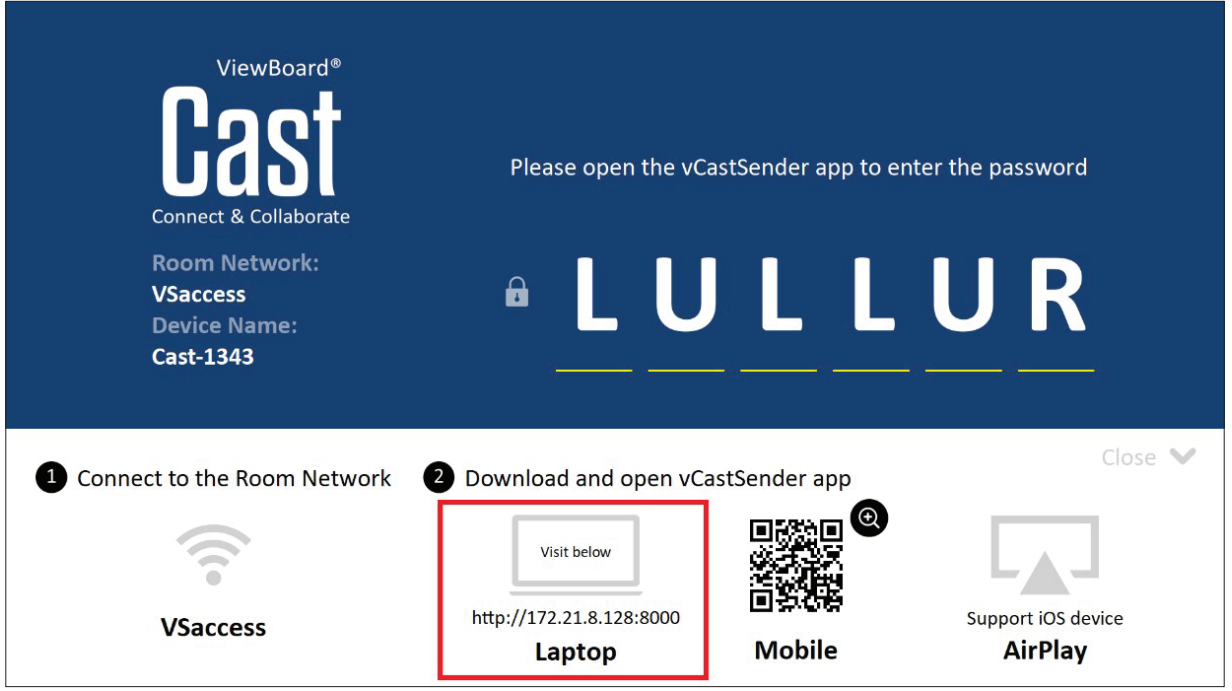 ViewBoard®
Cast
Connect & Collaborate
Room Network:
VSaccess
Device Name:
Cast-1343
Please open the vCastSender app to enter the password
LULLUR
Close
1 Connect to the Room Network
VSaccess
2 Download and open vCastSender app
Visit below
http://172.21.8.128:8000
Laptop
Mobile
Support iOS device
AirPlay